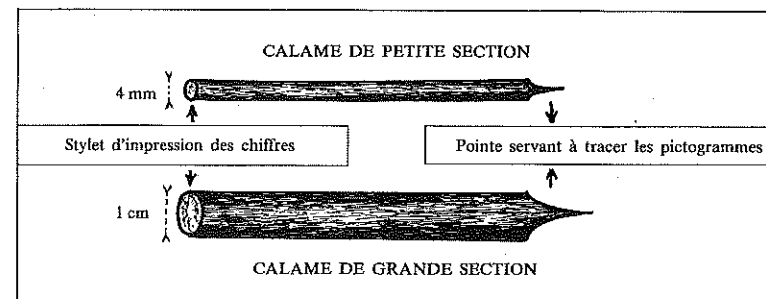 CALAME DE PETITE SECTION
4 mm
Stylet d'impression des chiffres
Pointe servant à tracer les pictogrammes
1 cm
CALAME DE GRANDE SECTION